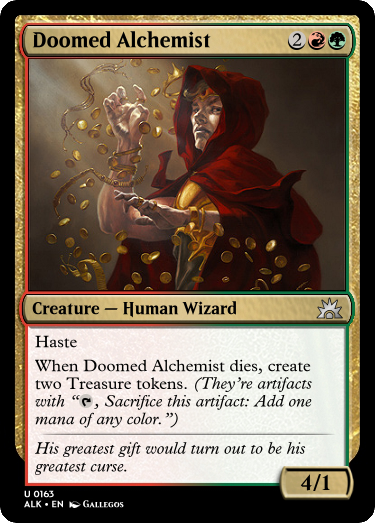 Doomed Alchemist 2
Creature — Human Wizard
Haste
When Doomed Alchemist dies, create
two Treasure tokens. (They're artifacts
with “, Sacrifice this artifact: Add one
mana of any color.”)
His greatest gift would turn out to be his
greatest curse.
4/1
U 0163
ALK • EN Gallegos